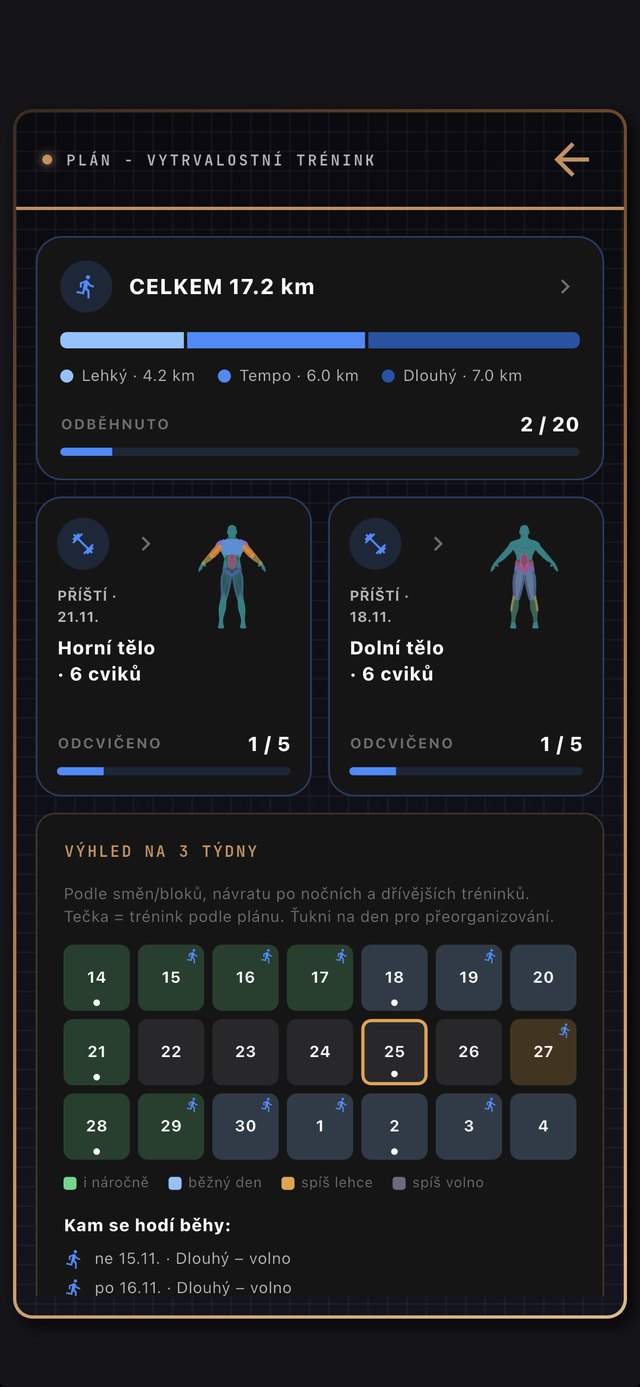 PLÁN - VYTRVALOSTNÍ TRÉNINK
CELKEM 17.2 km
Lehký · 4.2 km Tempo · 6.0 km Dlouhý · 7.0 km
ODBĚHNUTO 2 / 20
PŘÍŠTÍ ·
21.11.
Horní tělo
· 6 cviků
ODCVIČENO 1 / 5
PŘÍŠTÍ ·
18.11.
Dolní tělo
· 6 cviků
ODCVIČENO 1 / 5
VÝHLED NA 3 TÝDNY
Podle směn/bloků, návratu po nočních a dřívějších tréninků.
Tečka = trénink podle plánu. Ťukni na den pro přeorganizování.
14 15 16 17 18 19 20
21 22 23 24 25 26 27
28 29 30 1 2 3 4
i náročně běžný den spíš lehce spíš volno
Kam se hodí běhy:
ne 15.11. · Dlouhý – volno
po 16.11. · Dlouhý – volno